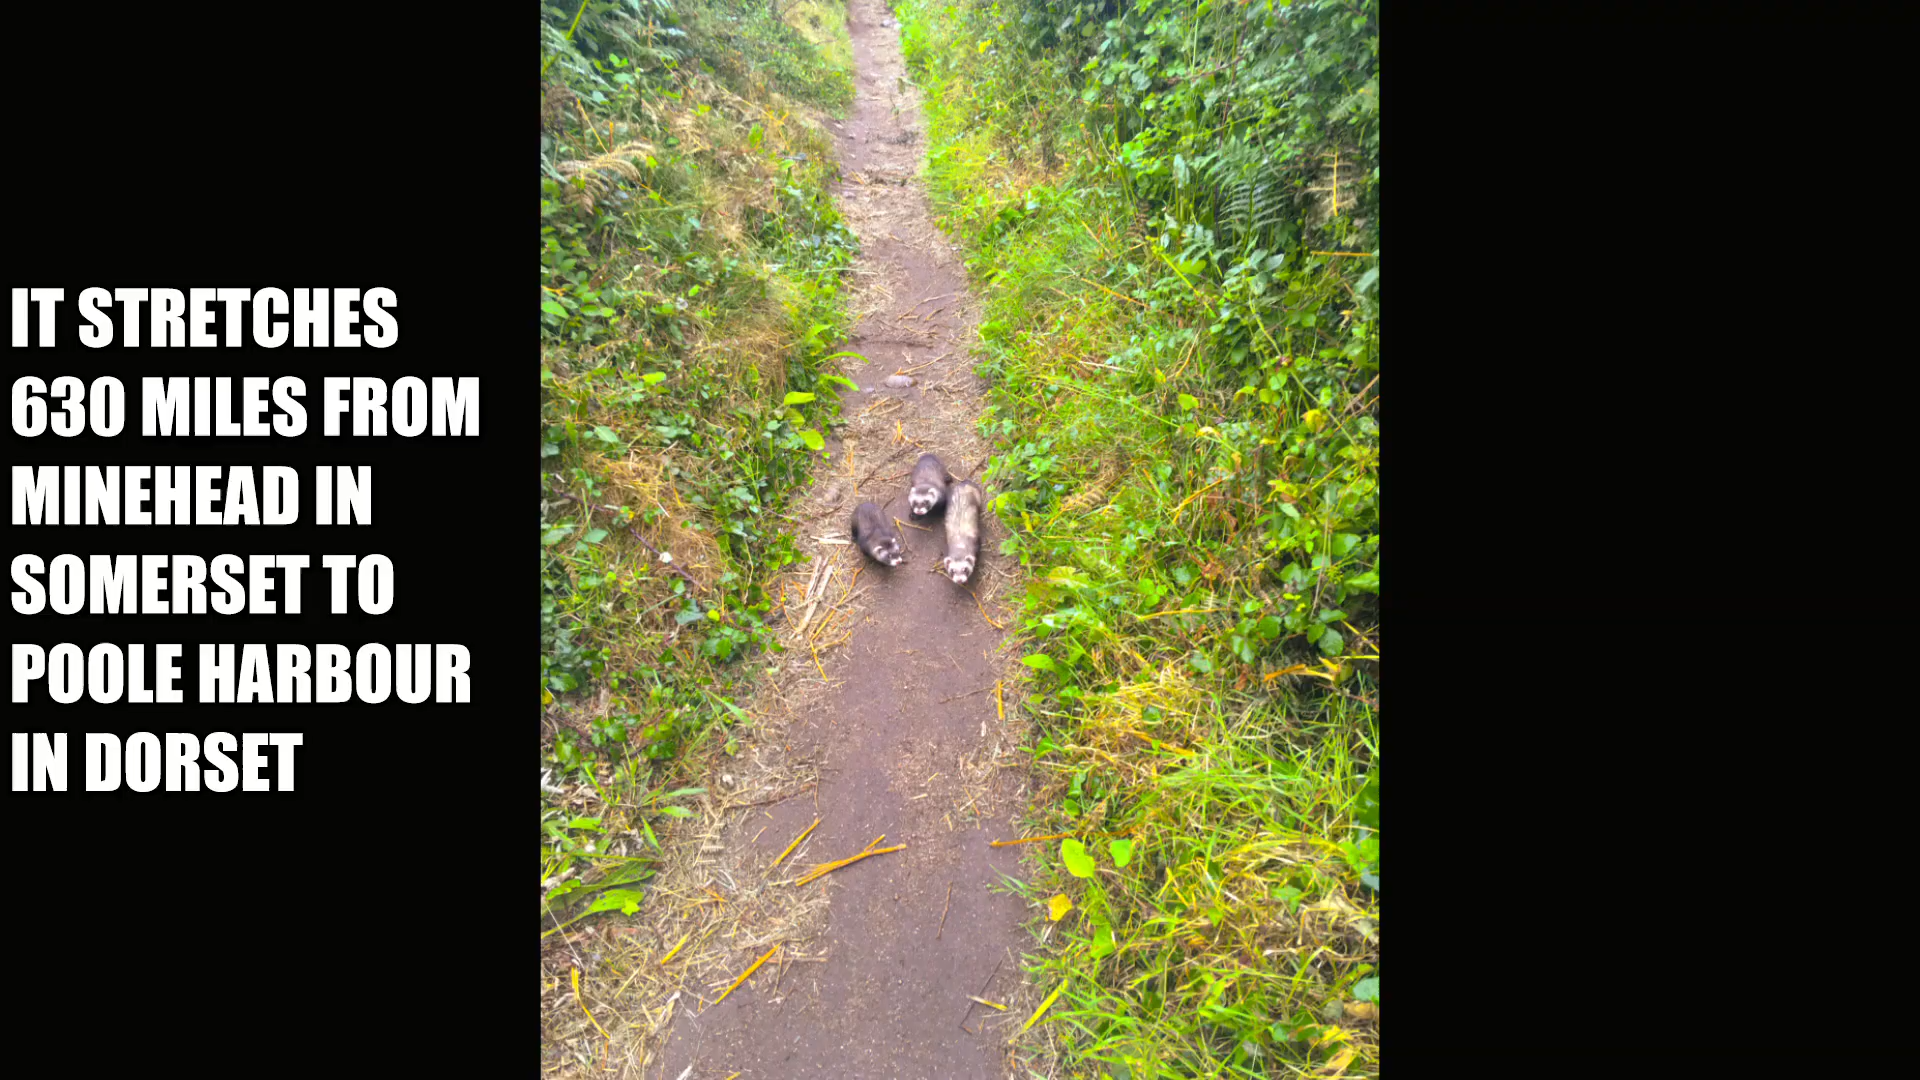 IT STRETCHES
630 MILES FROM
MINEHEAD IN
SOMERSET TO
POOLE HARBOUR
IN DORSET